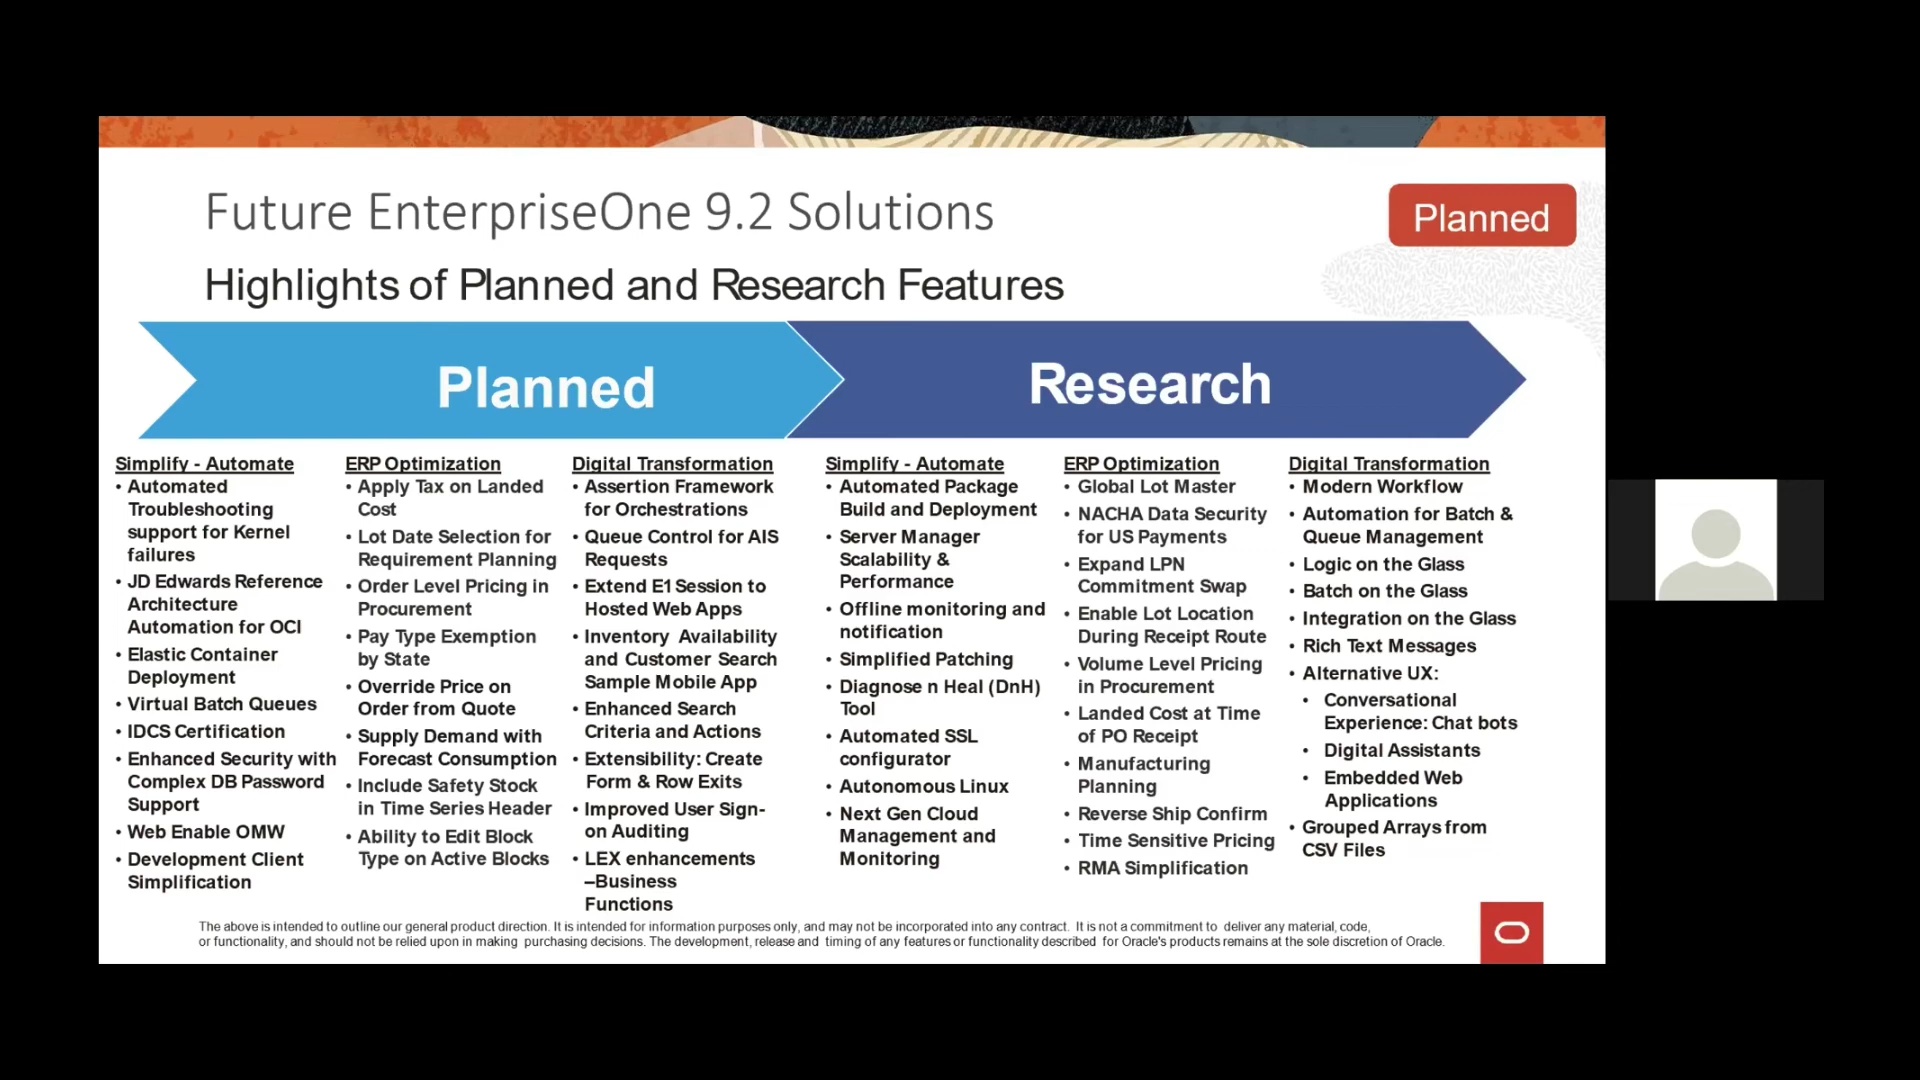 Future EnterpriseOne 9.2 Solutions
Planned
Highlights of Planned and Research Features
Planned
Research
Simplify - Automate
• Automated
Troubleshooting
support for Kernel
failures
• JD Edwards Reference
Architecture
Automation for OCI
• Elastic Container
Deployment
• Virtual Batch Queues
• IDCS Certification
• Enhanced Security with
Complex DB Password
Support
• Web Enable OMW
• Development Client
Simplification
ERP Optimization
• Apply Tax on Landed
Cost
• Lot Date Selection for
Requirement Planning
• Order Level Pricing in
Procurement
• Pay Type Exemption
by State
• Override Price on
Order from Quote
• Supply Demand with
Forecast Consumption
• Include Safety Stock
in Time Series Header
• Ability to Edit Block
Type on Active Blocks
Digital Transformation
• Assertion Framework
for Orchestrations
• Queue Control for AIS
Requests
• Extend E1 Session to
Hosted Web Apps
• Inventory Availability
and Customer Search
Sample Mobile App
• Enhanced Search
Criteria and Actions
• Extensibility: Create
Form & Row Exits
• Improved User Sign-
on Auditing
• LEX enhancements
–Business
Functions
Simplify - Automate
• Automated Package
Build and Deployment
• Server Manager
Scalability &
Performance
• Offline monitoring and
notification
• Simplified Patching
• Diagnose n Heal (DnH)
Tool
• Automated SSL
configurator
• Autonomous Linux
• Next Gen Cloud
Management and
Monitoring
ERP Optimization
• Global Lot Master
• NACHA Data Security
for US Payments
• Expand LPN
Commitment Swap
• Enable Lot Location
During Receipt Route
• Volume Level Pricing
in Procurement
• Landed Cost at Time
of PO Receipt
• Manufacturing
Planning
• Reverse Ship Confirm
• Time Sensitive Pricing
• RMA Simplification
Digital Transformation
• Modern Workflow
• Automation for Batch &
Queue Management
• Logic on the Glass
• Batch on the Glass
• Integration on the Glass
• Rich Text Messages
• Alternative UX:
• Conversational
Experience: Chat bots
• Digital Assistants
• Embedded Web
Applications
• Grouped Arrays from
CSV Files
The above is intended to outline our general product direction. It is intended for information purposes only, and may not be incorporated into any contract. It is not a commitment to deliver any material, code,
or functionality, and should not be relied upon in making purchasing decisions. The development, release and timing of any features or functionality described for Oracle's products remains at the sole discretion of Oracle.